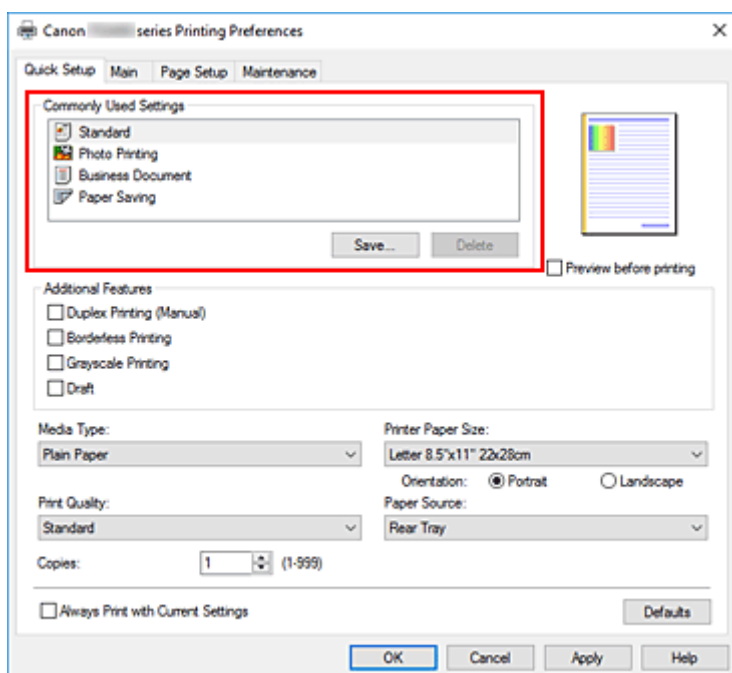 Canon series Printing Preferences
Quick Setup Main Page Setup Maintenance
Commonly Used Settings
Standard
Photo Printing
Business Document
Paper Saving
Save... Delete
Preview before printing
Additional Features
Duplex Printing (Manual)
Borderless Printing
Grayscale Printing
Draft
Media Type: Printer Paper Size:
Plain Paper Letter 8.5"x11" 22x28cm
Orientation: Portrait Landscape
Print Quality: Paper Source:
Standard Rear Tray
Copies: 1 (1-999)
Always Print with Current Settings Defaults
OK Cancel Apply Help